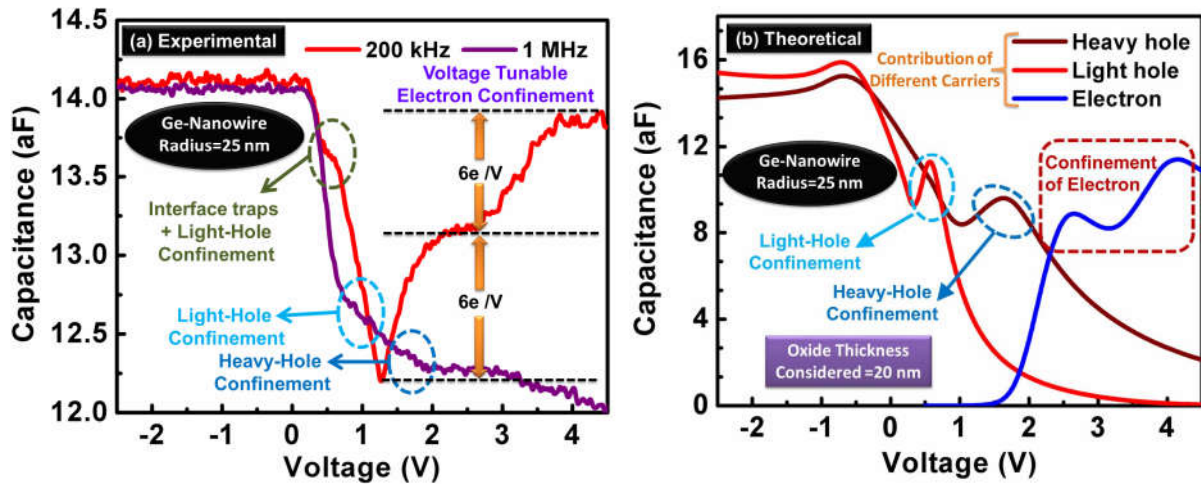 (a) Experimental
200 kHz
1 MHz
Voltage Tunable
Electron Confinement
Ge-Nanowire
Radius=25 nm
6e /V
6e /V
Interface traps
+ Light-Hole
Confinement
Light-Hole
Confinement
Heavy-Hole
Confinement
14.5
14.0
13.5
13.0
12.5
12.0
Capacitance (aF)
-2
-1
0
1
2
3
4
Voltage (V)
(b) Theoretical
Contribution of
Different Carriers
Heavy hole
Light hole
Electron
Ge-Nanowire
Radius=25 nm
Confinement
of Electron
Light-Hole
Confinement
Heavy-Hole
Confinement
Oxide Thickness
Considered =20 nm
16
12
8
4
0
Capacitance (aF)
-2
-1
0
1
2
3
4
Voltage (V)